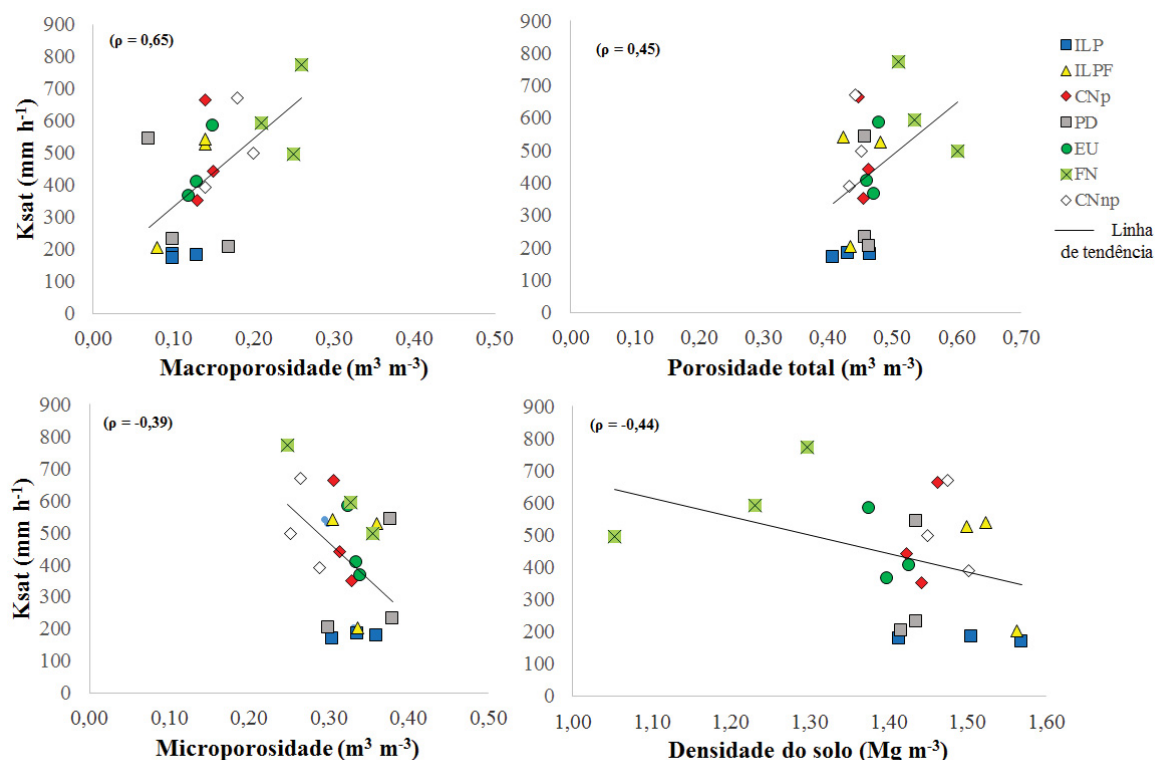 900
800
700
600
500
400
300
200
100
0
Ksat (mm h⁻¹)
(ρ = 0,65)
0,00 0,10 0,20 0,30 0,40 0,50
Macroporosidade (m³ m⁻³)
900
800
700
600
500
400
300
200
100
0
(ρ = 0,45)
0,00 0,10 0,20 0,30 0,40 0,50 0,60 0,70
Porosidade total (m³ m⁻³)
ILP
ILPF
CNp
PD
EU
FN
CNnp
Linha
de tendência
900
800
700
600
500
400
300
200
100
0
Ksat (mm h⁻¹)
(ρ = -0,39)
0,00 0,10 0,20 0,30 0,40 0,50
Microporosidade (m³ m⁻³)
900
800
700
600
500
400
300
200
100
0
(ρ = -0,44)
1,00 1,10 1,20 1,30 1,40 1,50 1,60
Densidade do solo (Mg m⁻³)